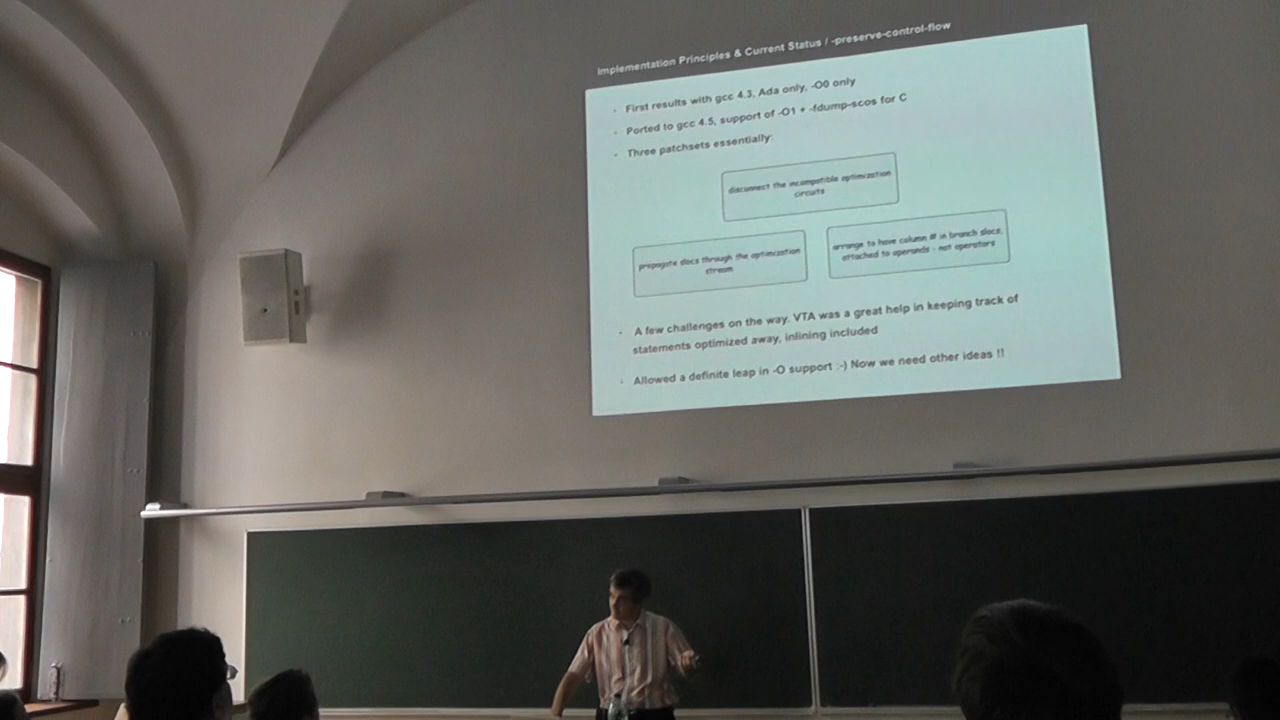 Implementation Principles & Current Status / -preserve-control-flow
First results with gcc 4.3, Ada only, -O0 only
Ported to gcc 4.5, support of -O1 + -fdump-scos for C
Three patchsets essentially:
disconnect the incompatible optimization
circuits
propagate slocs through the optimization
stream
arrange to have column # in branch slocs,
attached to operands - not operators
A few challenges on the way. VTA was a great help in keeping track of
statements optimized away, inlining included
Allowed a definite leap in -O support :-) Now we need other ideas !!